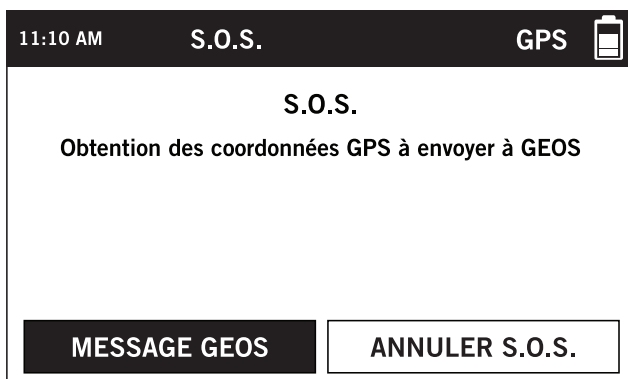 11:10 AM S.O.S. GPS
S.O.S.
Obtention des coordonnées GPS à envoyer à GEOS
MESSAGE GEOS ANNULER S.O.S.